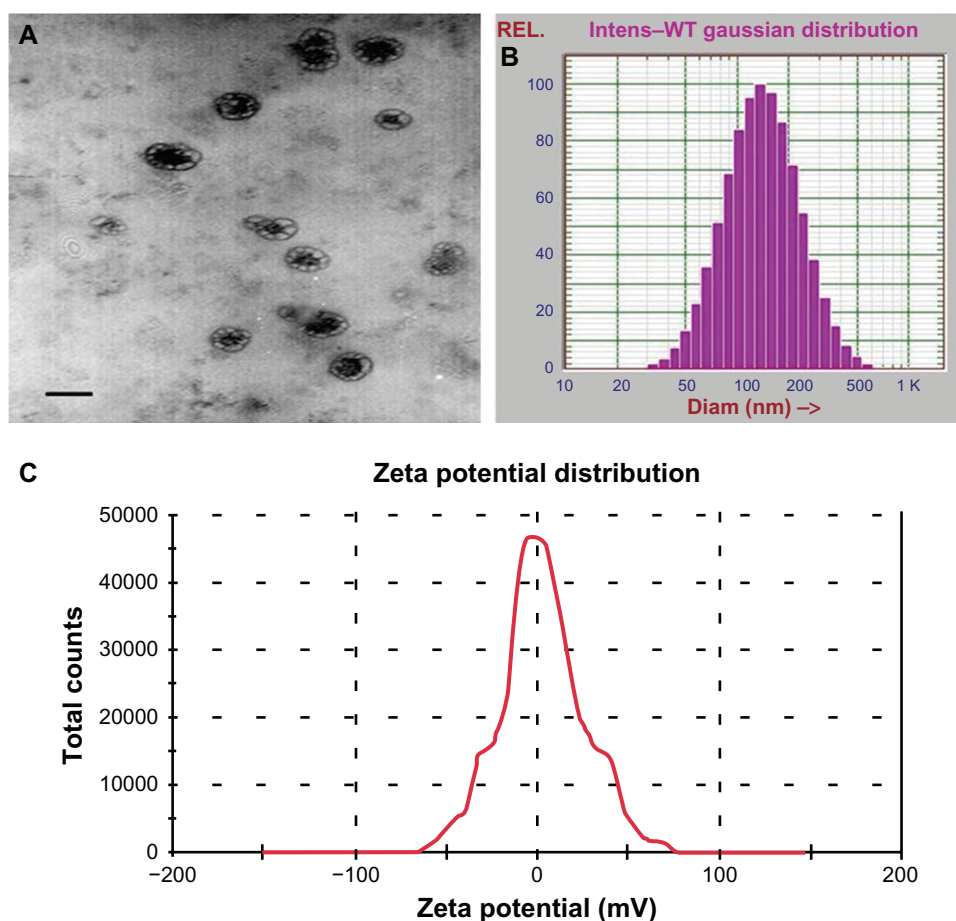 A
REL. Intens–WT gaussian distribution
B
100
80
60
40
20
0
10 20 50 100 200 500 1 K
Diam (nm) –>
C
Zeta potential distribution
50000
40000
30000
20000
10000
0
Total counts
−200 −100 0 100 200
Zeta potential (mV)